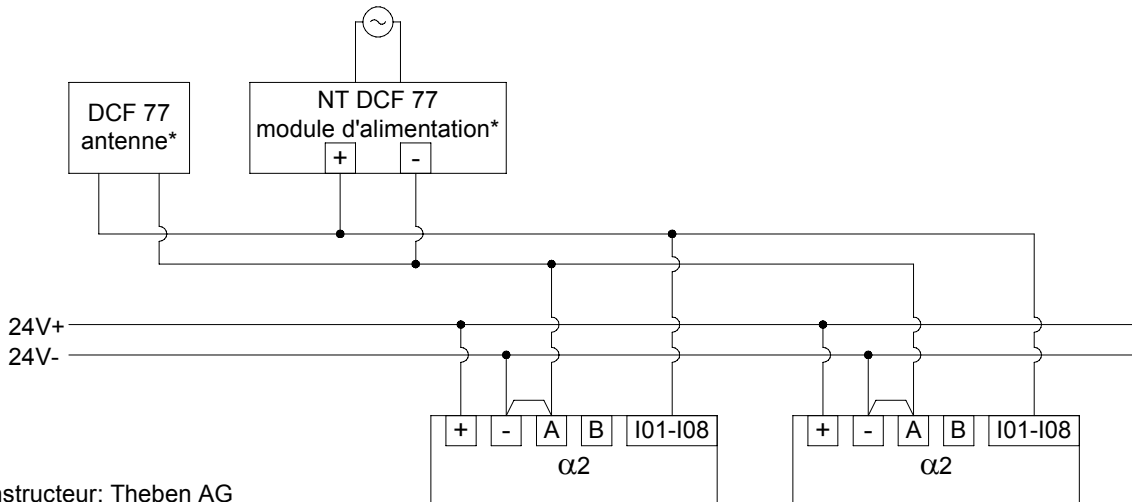 DCF 77
antenne*
NT DCF 77
module d'alimentation*
+ -
24V+
24V-
+ - A B I01-I08
α2
+ - A B I01-I08
α2
nstructeur: Theben AG